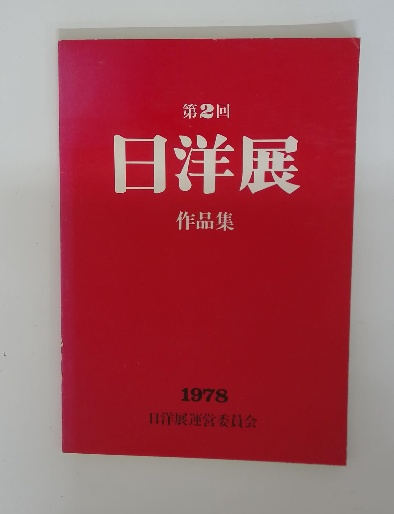 第2回
日洋展
作品集
1978
日洋展運営委員会